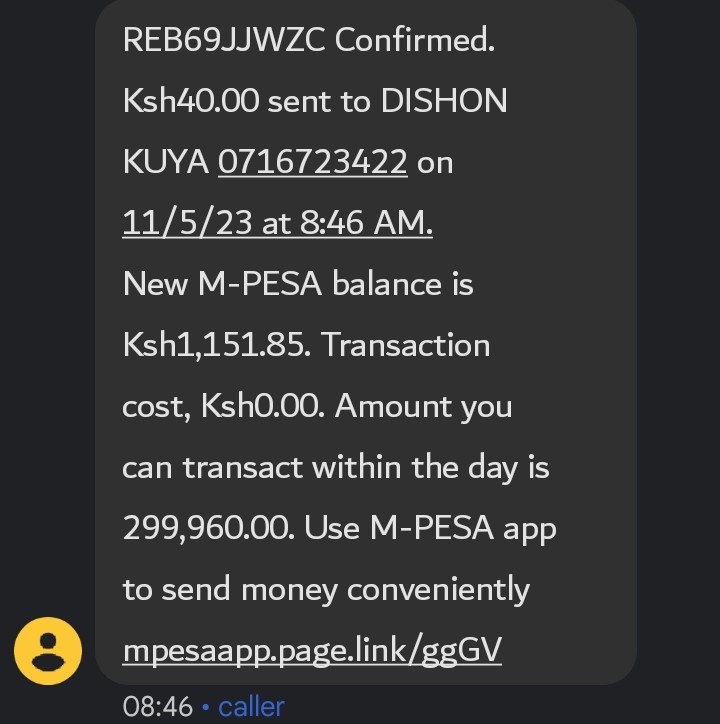 REB69JJWZC Confirmed.
Ksh40.00 sent to DISHON
KUYA 0716723422 on
11/5/23 at 8:46 AM.
New M-PESA balance is
Ksh1,151.85. Transaction
cost, Ksh0.00. Amount you
can transact within the day is
299,960.00. Use M-PESA app
to send money conveniently
mpesaapp.page.link/ggGV
08:46 • caller